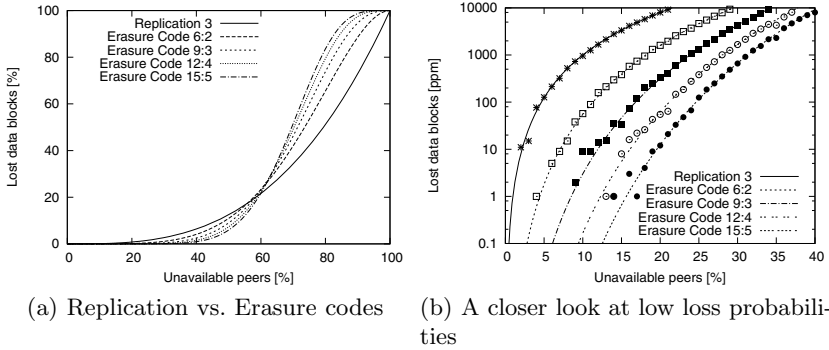 100
80
60
40
20
0
Lost data blocks [%]
Replication 3
Erasure Code 6:2
Erasure Code 9:3
Erasure Code 12:4
Erasure Code 15:5
0 20 40 60 80 100
Unavailable peers [%]
(a) Replication vs. Erasure codes
10000
1000
100
10
1
0.1
Lost data blocks [ppm]
Replication 3
Erasure Code 6:2
Erasure Code 9:3
Erasure Code 12:4
Erasure Code 15:5
0 5 10 15 20 25 30 35 40
Unavailable peers [%]
(b) A closer look at low loss probabili-
ties